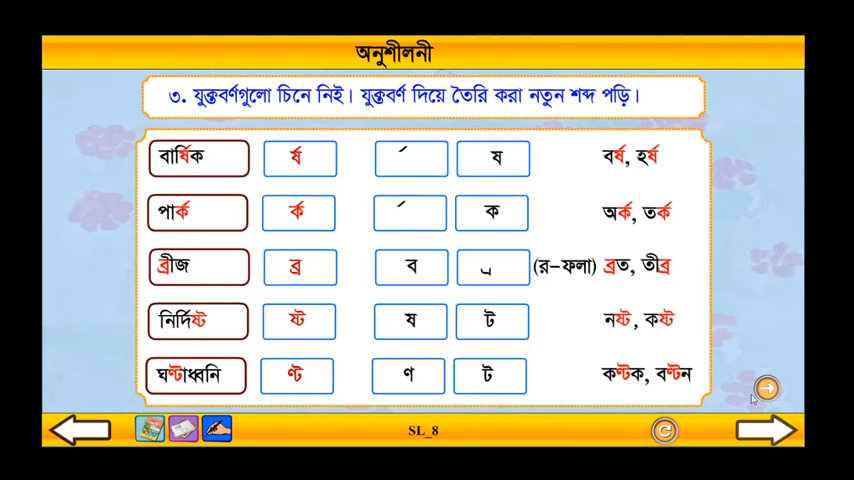 অনুশীলনী
৩. যুক্তবর্ণগুলো চিনে নিই। যুক্তবর্ণ দিয়ে তৈরি করা নতুন শব্দ পড়ি।
বার্ষিক র্ষ র্ ষ বর্ষ, হর্ষ
পার্ক র্ক র্ ক অর্ক, তর্ক
ব্রীজ ব্র ব ্র (র-ফলা) ব্রত, তীব্র
নির্দিষ্ট ষ্ট ষ ট নষ্ট, কষ্ট
ঘণ্টাধ্বনি ণ্ট ণ ট কণ্টক, বণ্টন
SL_8